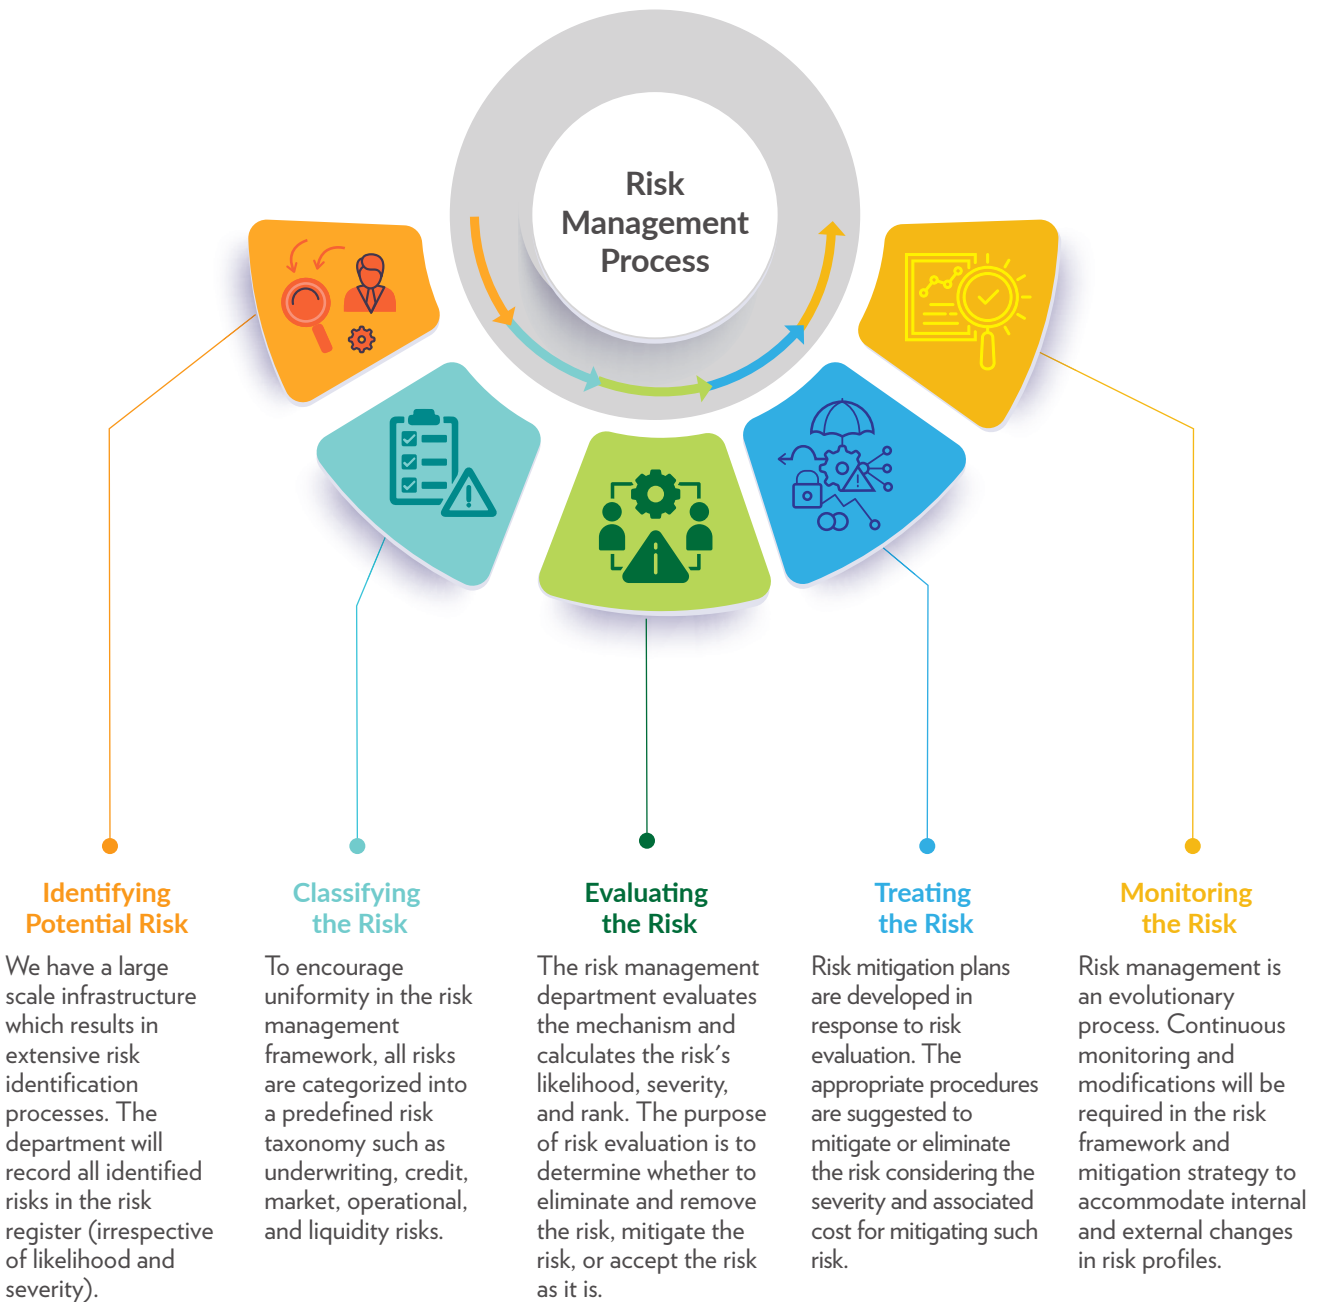 Risk
Management
Process
Identifying
Potential Risk
We have a large
scale infrastructure
which results in
extensive risk
identification
processes. The
department will
record all identified
risks in the risk
register (irrespective
of likelihood and
severity).
Classifying
the Risk
To encourage
uniformity in the risk
management
framework, all risks
are categorized into
a predefined risk
taxonomy such as
underwriting, credit,
market, operational,
and liquidity risks.
Evaluating
the Risk
The risk management
department evaluates
the mechanism and
calculates the risk's
likelihood, severity,
and rank. The purpose
of risk evaluation is to
determine whether to
eliminate and remove
the risk, mitigate the
risk, or accept the risk
as it is.
Treating
the Risk
Risk mitigation plans
are developed in
response to risk
evaluation. The
appropriate procedures
are suggested to
mitigate or eliminate
the risk considering the
severity and associated
cost for mitigating such
risk.
Monitoring
the Risk
Risk management is
an evolutionary
process. Continuous
monitoring and
modifications will be
required in the risk
framework and
mitigation strategy to
accommodate internal
and external changes
in risk profiles.